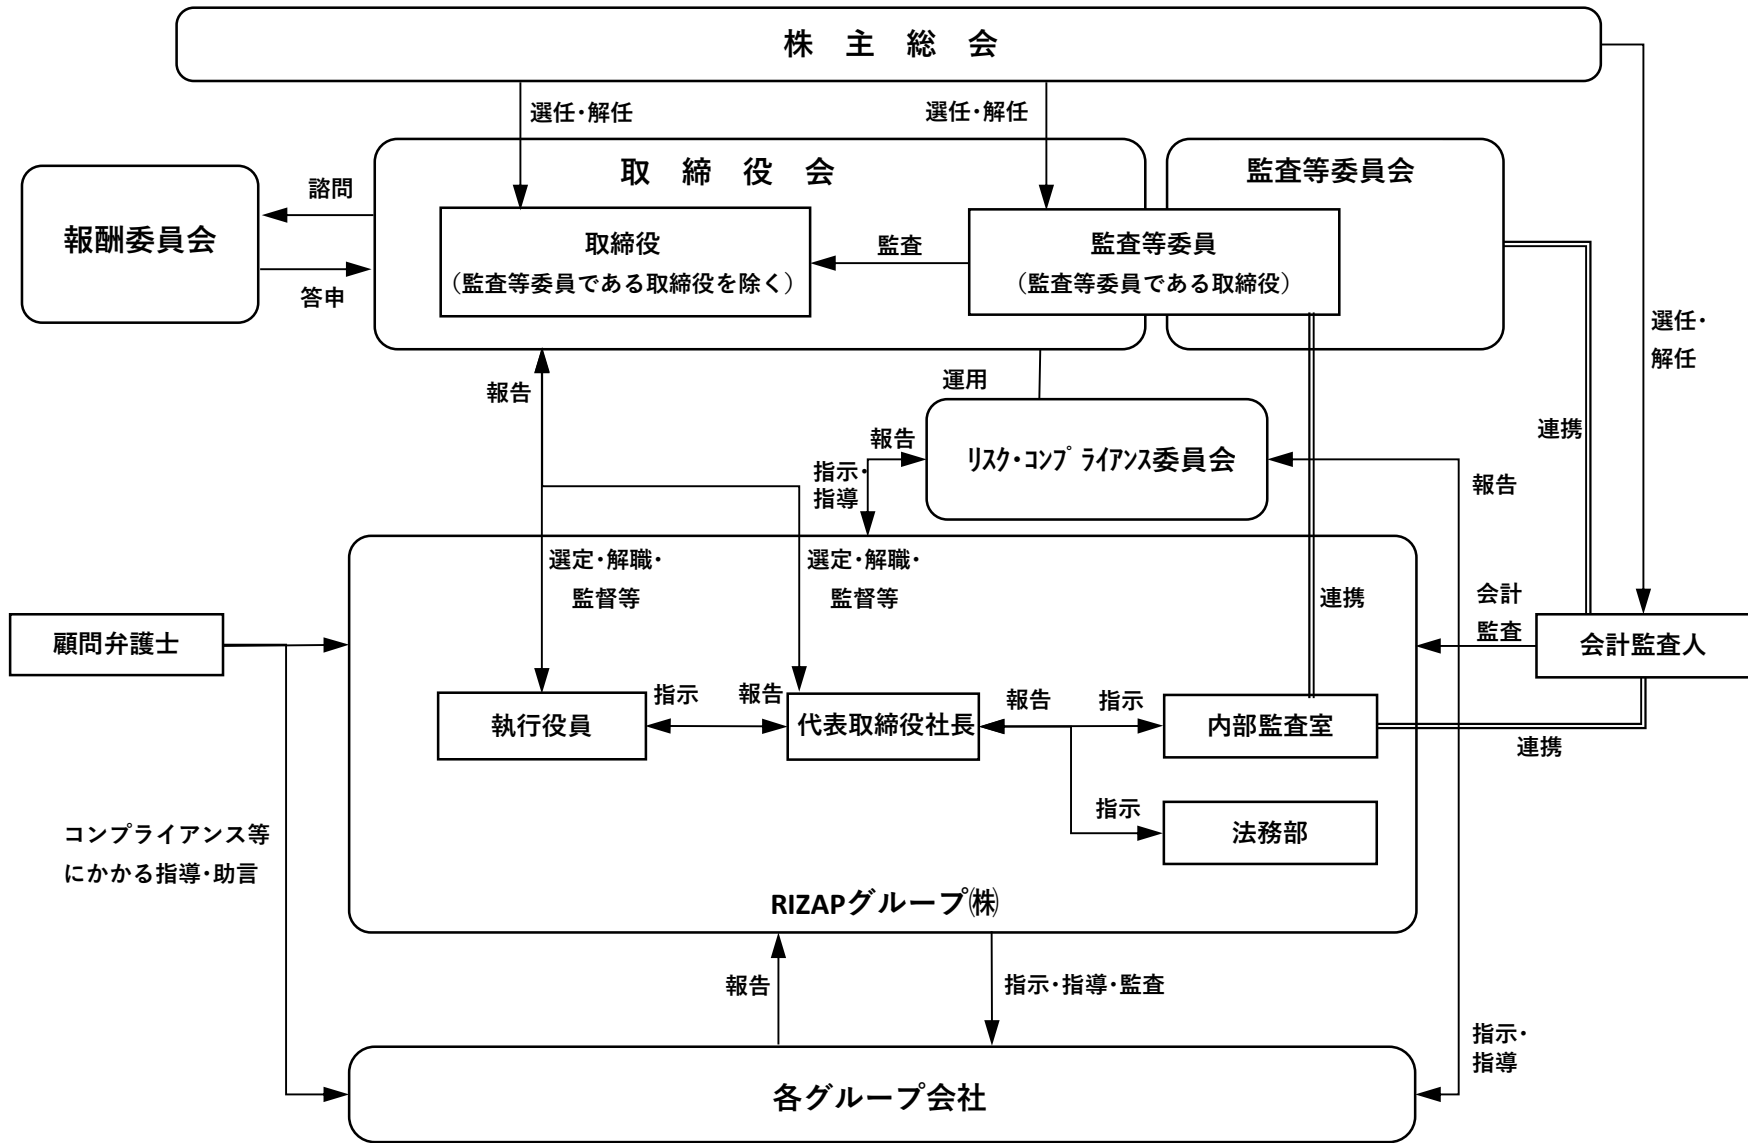 株 主 総 会
選任･解任
選任･解任
取 締 役 会
監査等委員会
報酬委員会
諮問
答申
取締役
（監査等委員である取締役を除く）
監査
監査等委員
（監査等委員である取締役）
選任･
解任
報告
運用
連携
報告
指示･
指導
ﾘｽｸ･ｺﾝﾌﾟﾗｲｱﾝｽ委員会
報告
選定･解職･
監督等
選定･解職･
監督等
連携
会計
監査
会計監査人
顧問弁護士
執行役員
指示
報告
代表取締役社長
報告
指示
内部監査室
連携
指示
法務部
コンプライアンス等
にかかる指導･助言
RIZAPグループ㈱
報告
指示･指導･監査
指示･
指導
各グループ会社